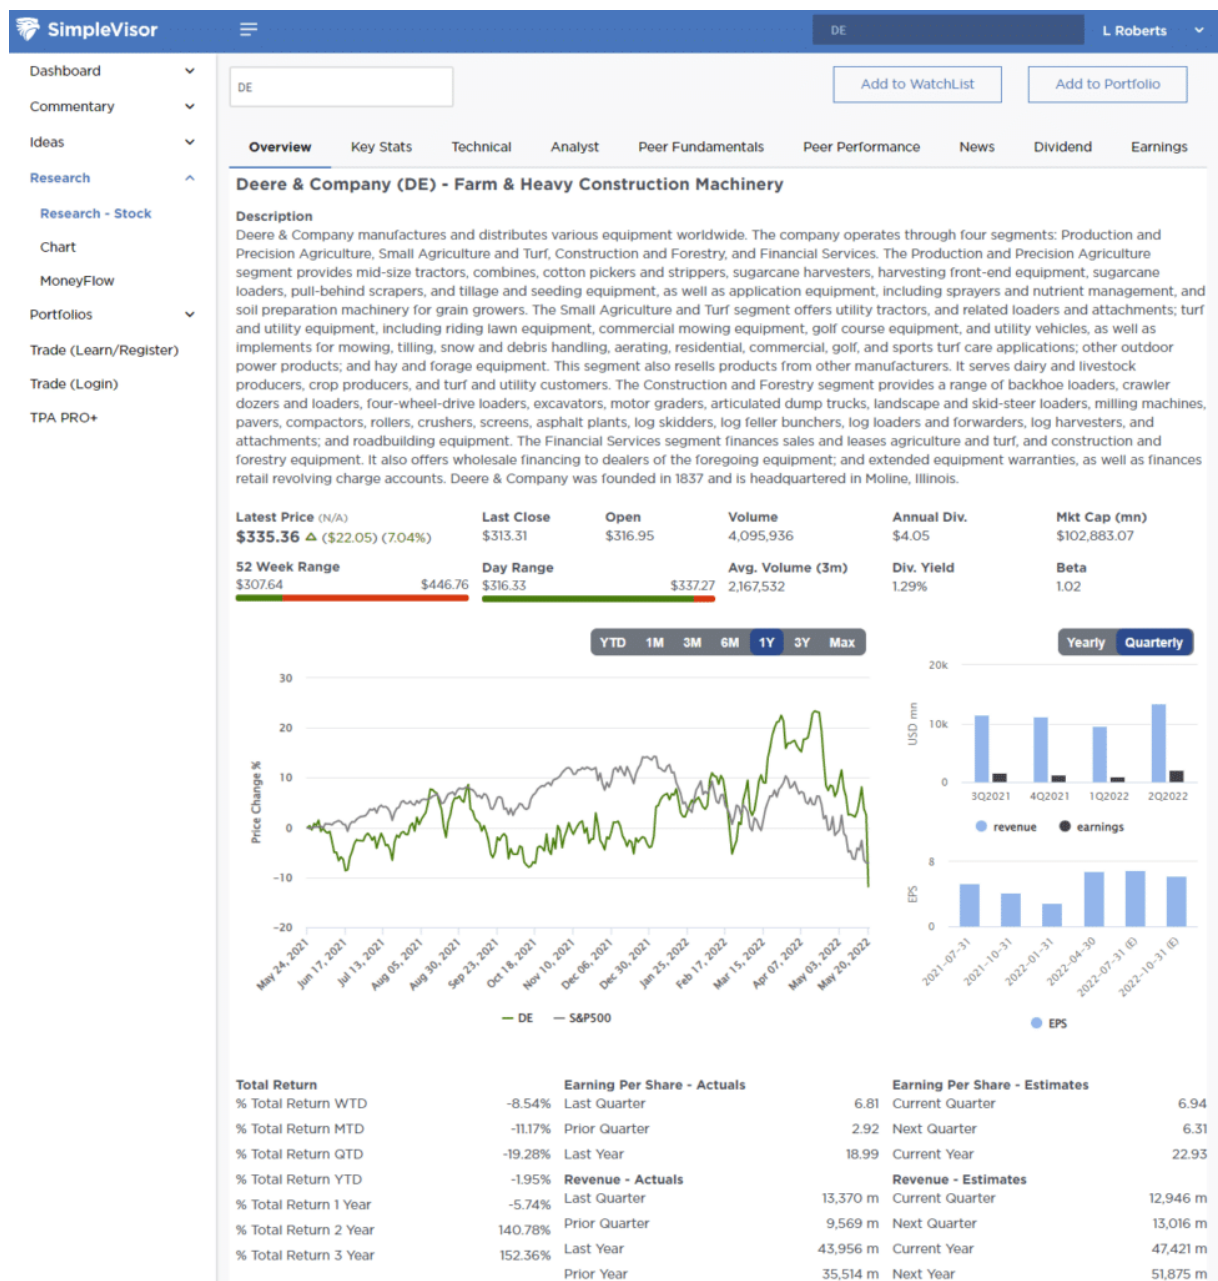 SimpleVisor
DE
L Roberts
Dashboard
Commentary
Ideas
Research
Research - Stock
Chart
MoneyFlow
Portfolios
Trade (Learn/Register)
Trade (Login)
TPA PRO+
DE
Add to WatchList
Add to Portfolio
Overview Key Stats Technical Analyst Peer Fundamentals Peer Performance News Dividend Earnings
Deere & Company (DE) - Farm & Heavy Construction Machinery
Description
Deere & Company manufactures and distributes various equipment worldwide. The company operates through four segments: Production and
Precision Agriculture, Small Agriculture and Turf, Construction and Forestry, and Financial Services. The Production and Precision Agriculture
segment provides mid-size tractors, combines, cotton pickers and strippers, sugarcane harvesters, harvesting front-end equipment, sugarcane
loaders, pull-behind scrapers, and tillage and seeding equipment, as well as application equipment, including sprayers and nutrient management, and
soil preparation machinery for grain growers. The Small Agriculture and Turf segment offers utility tractors, and related loaders and attachments; turf
and utility equipment, including riding lawn equipment, commercial mowing equipment, golf course equipment, and utility vehicles, as well as
implements for mowing, tilling, snow and debris handling, aerating, residential, commercial, golf, and sports turf care applications; other outdoor
power products; and hay and forage equipment. This segment also resells products from other manufacturers. It serves dairy and livestock
producers, crop producers, and turf and utility customers. The Construction and Forestry segment provides a range of backhoe loaders, crawler
dozers and loaders, four-wheel-drive loaders, excavators, motor graders, articulated dump trucks, landscape and skid-steer loaders, milling machines,
pavers, compactors, rollers, crushers, screens, asphalt plants, log skidders, log feller bunchers, log loaders and forwarders, log harvesters, and
attachments; and roadbuilding equipment. The Financial Services segment finances sales and leases agriculture and turf, and construction and
forestry equipment. It also offers wholesale financing to dealers of the foregoing equipment; and extended equipment warranties, as well as finances
retail revolving charge accounts. Deere & Company was founded in 1837 and is headquartered in Moline, Illinois.
Latest Price (N/A) Last Close Open Volume Annual Div. Mkt Cap (mn)
$335.36 ($22.05) (7.04%) $313.31 $316.95 4,095,936 $4.05 $102,883.07
52 Week Range Day Range Avg. Volume (3m) Div. Yield Beta
$307.64 $446.76 $316.33 $337.27 2,167,532 1.29% 1.02
YTD 1M 3M 6M 1Y 3Y Max
Price Change %
30
20
10
0
-10
-20
May 24, 2021 Jun 17, 2021 Jul 13, 2021 Aug 05, 2021 Aug 30, 2021 Sep 23, 2021 Oct 18, 2021 Nov 10, 2021 Dec 06, 2021 Dec 30, 2021 Jan 25, 2022 Feb 17, 2022 Mar 15, 2022 Apr 07, 2022 May 03, 2022 May 20, 2022
DE S&P500
Yearly Quarterly
USD mn
20k
10k
0
3Q2021 4Q2021 1Q2022 2Q2022
revenue earnings
EPS
8
0
2021-07-31 2021-10-31 2022-01-31 2022-04-30 2022-07-31 (E) 2022-10-31 (E)
EPS
Total Return
% Total Return WTD -8.54%
% Total Return MTD -11.17%
% Total Return QTD -19.28%
% Total Return YTD -1.95%
% Total Return 1 Year -5.74%
% Total Return 2 Year 140.78%
% Total Return 3 Year 152.36%
Earning Per Share - Actuals
Last Quarter 6.81
Prior Quarter 2.92
Last Year 18.99
Revenue - Actuals
Last Quarter 13,370 m
Prior Quarter 9,569 m
Last Year 43,956 m
Prior Year 35,514 m
Earning Per Share - Estimates
Current Quarter 6.94
Next Quarter 6.31
Current Year 22.93
Revenue - Estimates
Current Quarter 12,946 m
Next Quarter 13,016 m
Current Year 47,421 m
Next Year 51,875 m